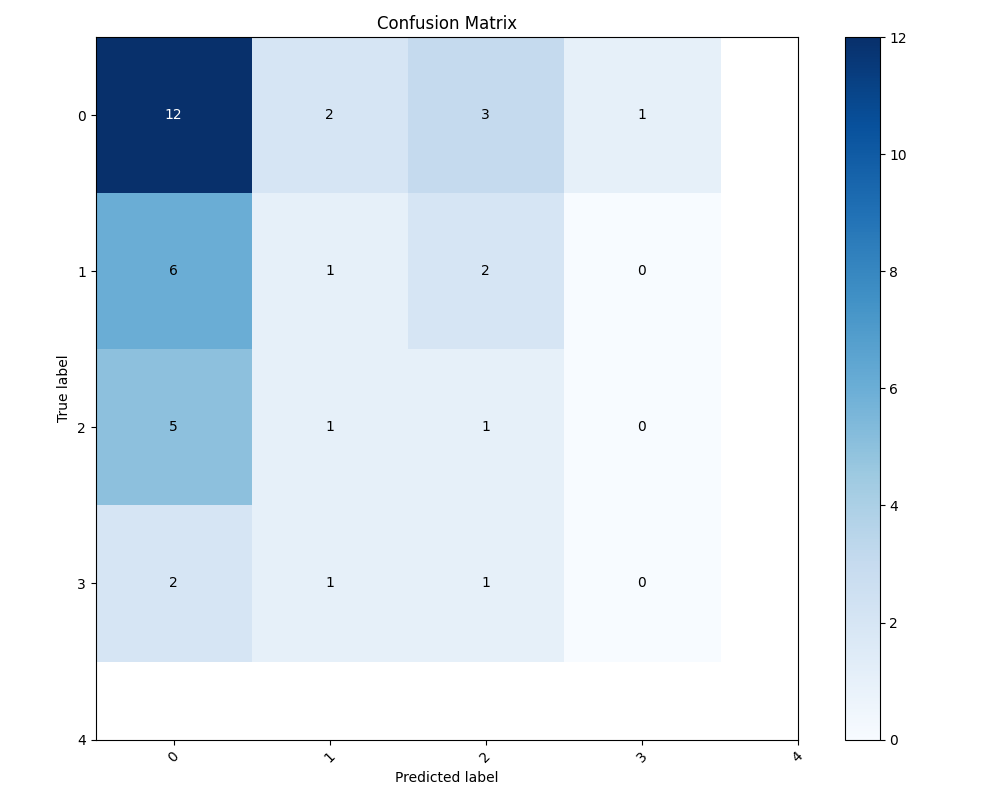 Confusion Matrix
0 12 2 3 1
1 6 1 2 0
2 5 1 1 0
3 2 1 1 0
4
0 1 2 3 4
True label
Predicted label
12
10
8
6
4
2
0